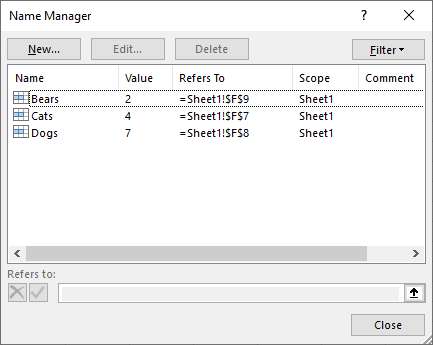 Name Manager ? ×
New... Edit... Delete Filter
Name Value Refers To Scope Comment
Bears 2 =Sheet1!$F$9 Sheet1
Cats 4 =Sheet1!$F$7 Sheet1
Dogs 7 =Sheet1!$F$8 Sheet1
Refers to:
Close